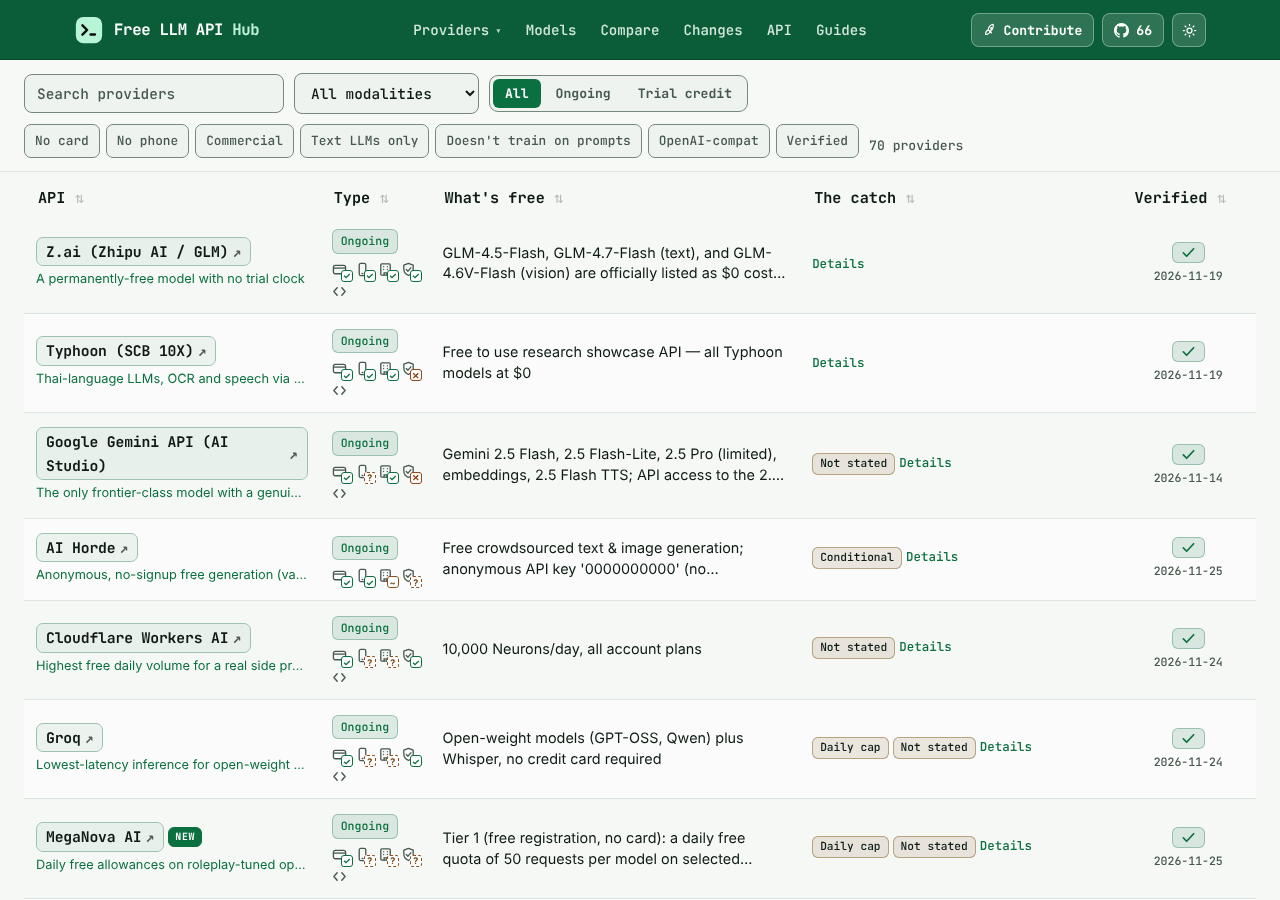 Free LLM API Hub
Providers ▾ Models Compare Changes API Guides
Contribute 66
Search providers All modalities All Ongoing Trial credit
No card No phone Commercial Text LLMs only Doesn't train on prompts OpenAI-compat Verified 70 providers
API ⇅ Type ⇅ What's free ⇅ The catch ⇅ Verified ⇅
Z.ai (Zhipu AI / GLM) ↗
A permanently-free model with no trial clock
Ongoing
GLM-4.5-Flash, GLM-4.7-Flash (text), and GLM-
4.6V-Flash (vision) are officially listed as $0 cost…
Details
2026-11-19
Typhoon (SCB 10X) ↗
Thai-language LLMs, OCR and speech via …
Ongoing
Free to use research showcase API — all Typhoon
models at $0
Details
2026-11-19
Google Gemini API (AI
Studio) ↗
The only frontier-class model with a genui…
Ongoing
Gemini 2.5 Flash, 2.5 Flash-Lite, 2.5 Pro (limited),
embeddings, 2.5 Flash TTS; API access to the 2.…
Not stated Details
2026-11-14
AI Horde ↗
Anonymous, no-signup free generation (va…
Ongoing
Free crowdsourced text & image generation;
anonymous API key '0000000000' (no…
Conditional Details
2026-11-25
Cloudflare Workers AI ↗
Highest free daily volume for a real side pr…
Ongoing
10,000 Neurons/day, all account plans
Not stated Details
2026-11-24
Groq ↗
Lowest-latency inference for open-weight …
Ongoing
Open-weight models (GPT-OSS, Qwen) plus
Whisper, no credit card required
Daily cap Not stated Details
2026-11-24
MegaNova AI ↗ NEW
Daily free allowances on roleplay-tuned op…
Ongoing
Tier 1 (free registration, no card): a daily free
quota of 50 requests per model on selected…
Daily cap Not stated Details
2026-11-25